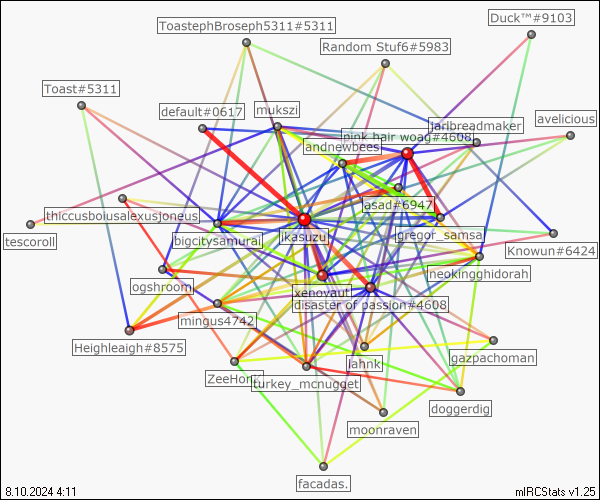 Duck™#9103
ToastephBroseph5311#5311
Random Stuf6#5983
Toast#5311
default#0617
mukszi
avelicious
jarlbreadmaker
pink hair woag#4608
andnewbees
asad#6947
thiccusbolusalexusjoneus
tescoroll
bigcitysamurai
ikasuzu
gregor_samsa
Knowun#6424
neokingghidorah
ogshroom
xenovaut
disaster of passion#4608
mingus4742
Heighleaigh#8575
lahnk
gazpachoman
turkey_mcnugget
doggerdig
moonraven
facadas.
8.10.2024 4:11
mIRCStats v1.25